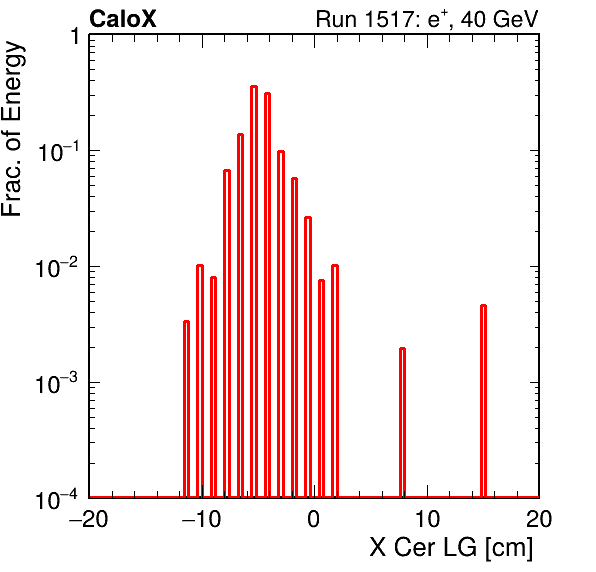 CaloX Run 1517: e⁺, 40 GeV
Frac. of Energy
1
10⁻¹
10⁻²
10⁻³
10⁻⁴
−20 −10 0 10 20
X Cer LG [cm]